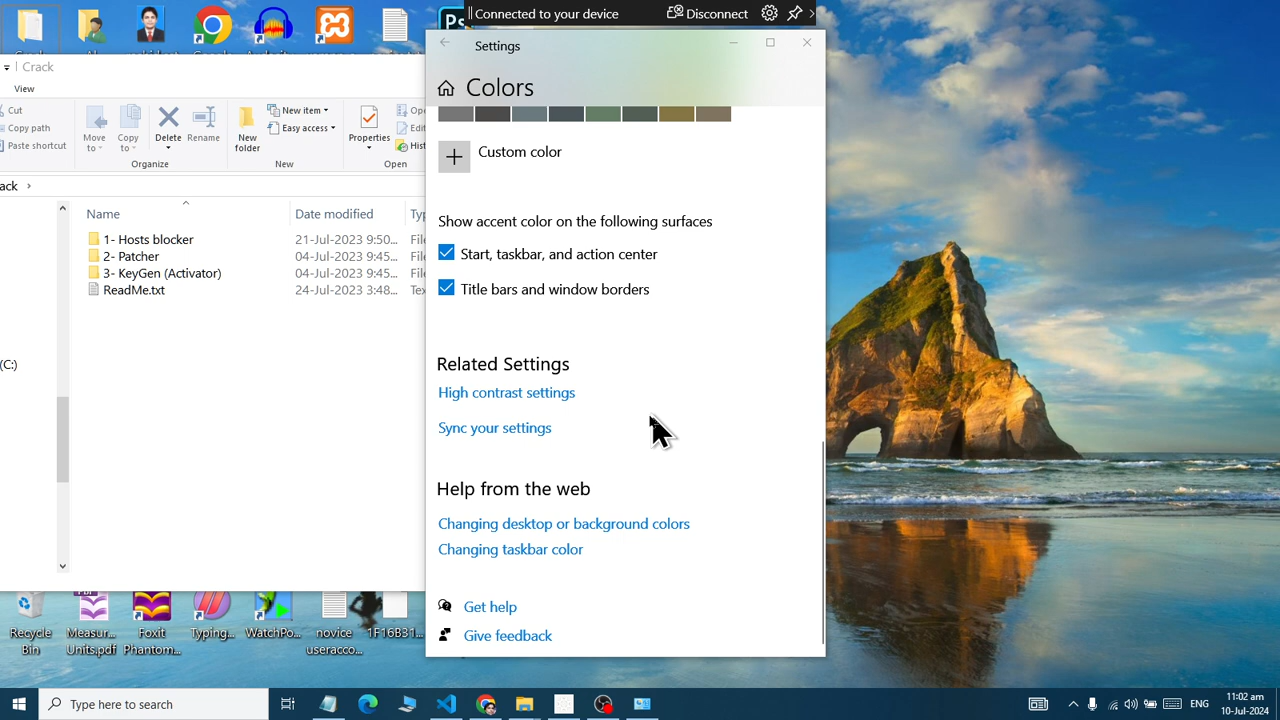 Connected to your device
Disconnect
Crack
View
Cut
Copy path
Paste shortcut
Move to
Copy to
Delete
Rename
New folder
New item
Easy access
Properties
Organize
New
Open
ack
Name
Date modified
1- Hosts blocker
21-Jul-2023 9:50...
2- Patcher
04-Jul-2023 9:45...
3- KeyGen (Activator)
04-Jul-2023 9:45...
ReadMe.txt
24-Jul-2023 3:48...
(C:)
Settings
Colors
Custom color
Show accent color on the following surfaces
Start, taskbar, and action center
Title bars and window borders
Related Settings
High contrast settings
Sync your settings
Help from the web
Changing desktop or background colors
Changing taskbar color
Get help
Give feedback
Recycle Bin
Measur... Units.pdf
Foxit Phantom...
Typing...
WatchPo...
novice useracco...
1F16B31...
Type here to search
ENG
11:02 am
10-Jul-2024